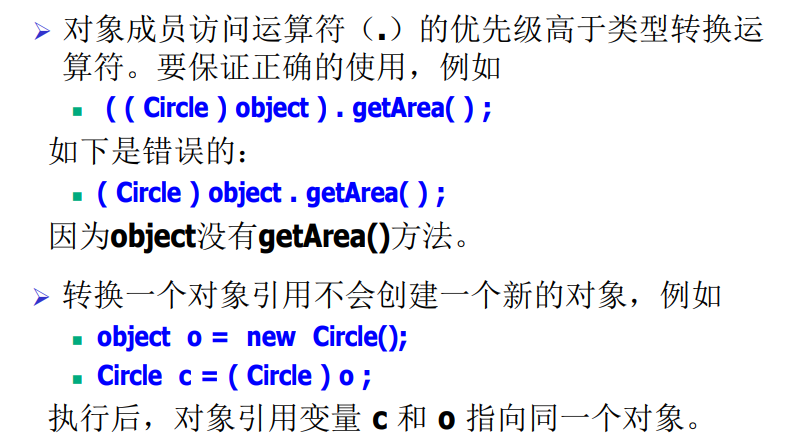 对象成员访问运算符（.）的优先级高于类型转换运
算符。要保证正确的使用，例如
( ( Circle ) object ) . getArea( ) ;
如下是错误的：
( Circle ) object . getArea( ) ;
因为object没有getArea()方法。
转换一个对象引用不会创建一个新的对象，例如
object o = new Circle();
Circle c = ( Circle ) o ;
执行后，对象引用变量 c 和 o 指向同一个对象。